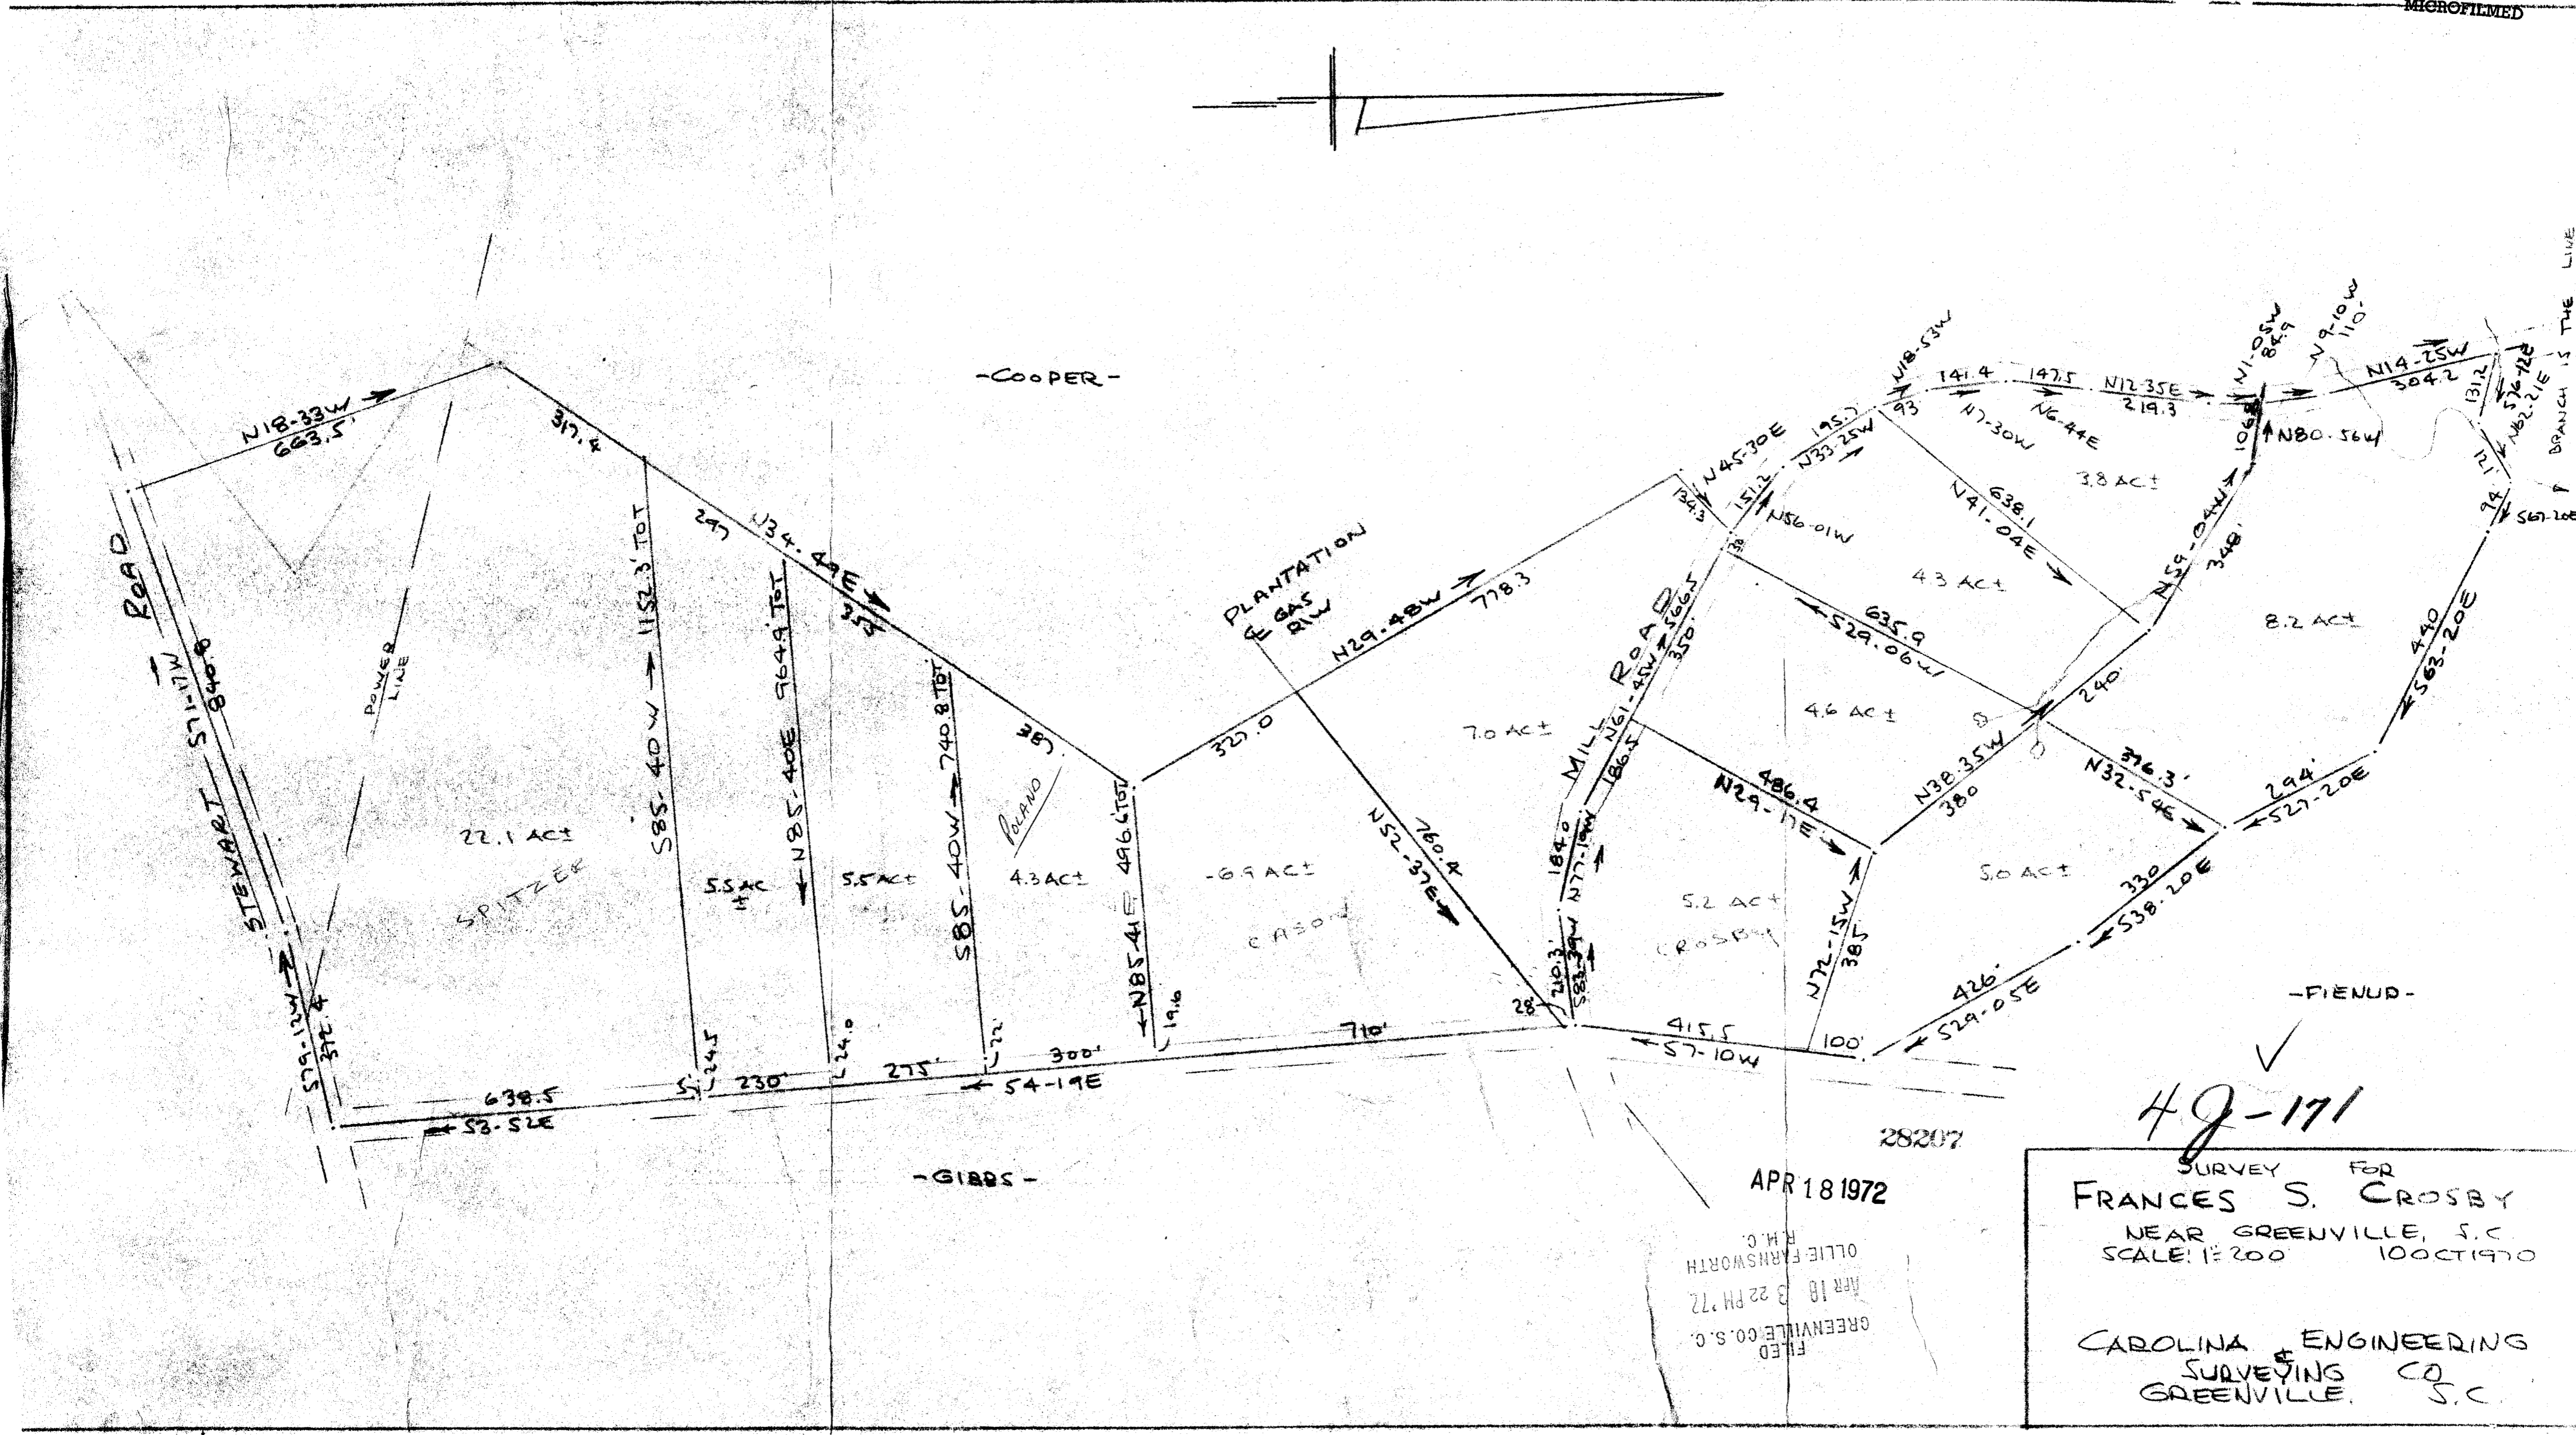 MICROFILMED
-COOPER-
N18-33W
663.5'
317.4
297
N34-49E
354
387.
ROAD
STEWART
S71-17W
840.8
S79-12W
372.4
POWER
LINE
22.1 AC±
SPITZER
S85-40W 1152.3' TOT
5.5 AC
±
N85-40E 964.9' TOT
5.5 AC±
S85-40W 740.8 TOT
POLAND
4.3 AC±
N85-41E 496.6 TOT
-6.9 AC±
CASON
638.5
S3-52E
5'
24.5
230'
24.0
275'
22'
300'
S4-19E
19.6
710'
28'
-GIBBS-
PLANTATION
℄ GAS
R/W
327.0
N29-48W
778.3
760.4
N52-37E
7.0 AC±
N45-30E
134.3
151.2
N56-01W
195.7
N33-25W
N18-53W
93
141.4
N7-30W
147.5
N6-44E
N12-35E
219.3
N1-05W
84.9
N9-10W
110'
N14-25W
304.2
131.2
S76-12E
N62-21E
121
94
S67-20E
BRANCH IS THE LINE
106.8
N80-56W
3.8 AC±
638.1
N41-04E
N59-04W
348'
4.3 AC±
8.2 AC±
440
S63-20E
635.9
S29-06W
30
MILL ROAD
N61-45W 566.5
350'
186.5
184.0
N77-19W
210.3'
S83-39W
4.6 AC±
240'
N38-35W
380
486.4
N29-17E
376.3'
N32-54E
294'
S27-20E
5.0 AC±
330
S38-20E
5.2 AC±
CROSBY
N72-15W
385
426'
S29-05E
415.5
S7-10W
100'
-FIENUP-
4J-171
28207
APR 18 1972
FILED
GREENVILLE CO. S. C.
APR 18 3 22 PM '72
OLLIE FARNSWORTH
R.M.C.
SURVEY FOR
FRANCES S. CROSBY
NEAR GREENVILLE, S.C.
SCALE: 1"=200' 10OCT1970
CAROLINA ENGINEERING
& SURVEYING CO
GREENVILLE, S.C.